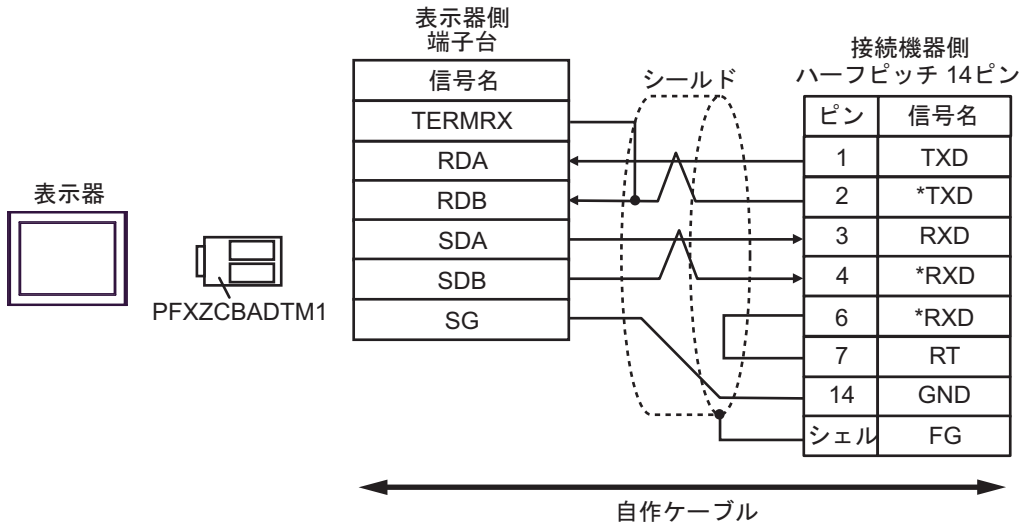 表示器側
端子台
信号名
TERMRX
RDA
RDB
SDA
SDB
SG
シールド
接続機器側
ハーフピッチ 14ピン
ピン 信号名
1 TXD
2 *TXD
3 RXD
4 *RXD
6 *RXD
7 RT
14 GND
シェル FG
表示器
PFXZCBADTM1
自作ケーブル